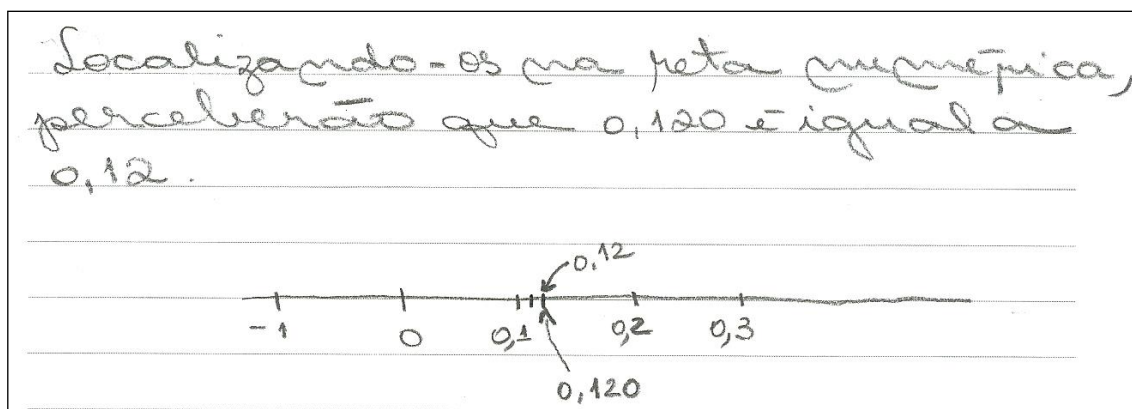 Localizando-os na reta numérica,
perceberão que 0,120 é igual a
0,12.
0,12
-1 0 0,1 0,2 0,3
0,120